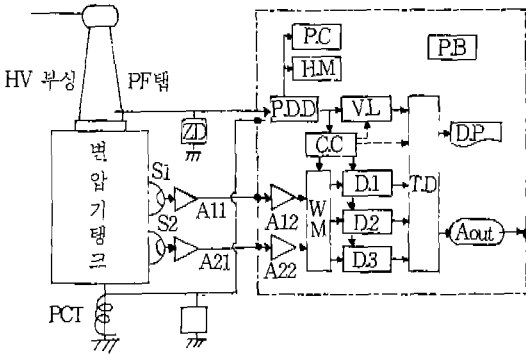 P.C
P.B
HV 부싱
PF탭
H.M
P.D.D
V.L
ZD
C.C
D.P
변압기탱크
S1
A11
A12
WM
D.1
T.D
S2
D.2
A21
A22
D.3
Aout
PCT